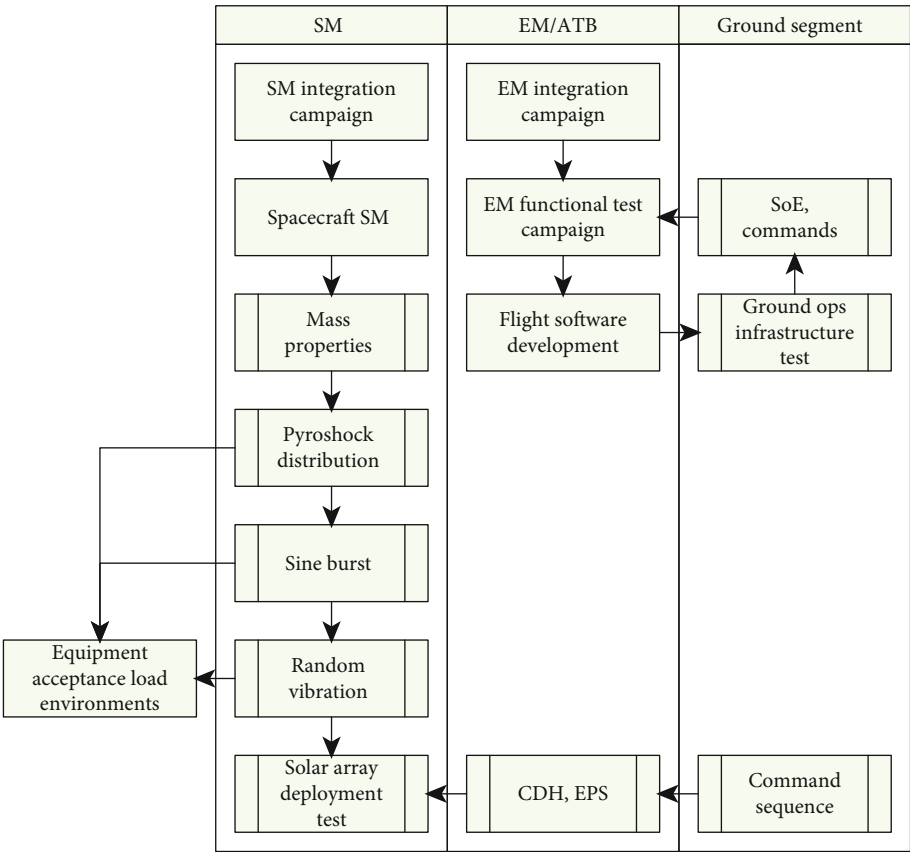 SM
EM/ATB
Ground segment
SM integration
campaign
EM integration
campaign
Spacecraft SM
EM functional test
campaign
SoE,
commands
Mass
properties
Flight software
development
Ground ops
infrastructure
test
Pyroshock
distribution
Sine burst
Equipment
acceptance load
environments
Random
vibration
Solar array
deployment
test
CDH, EPS
Command
sequence